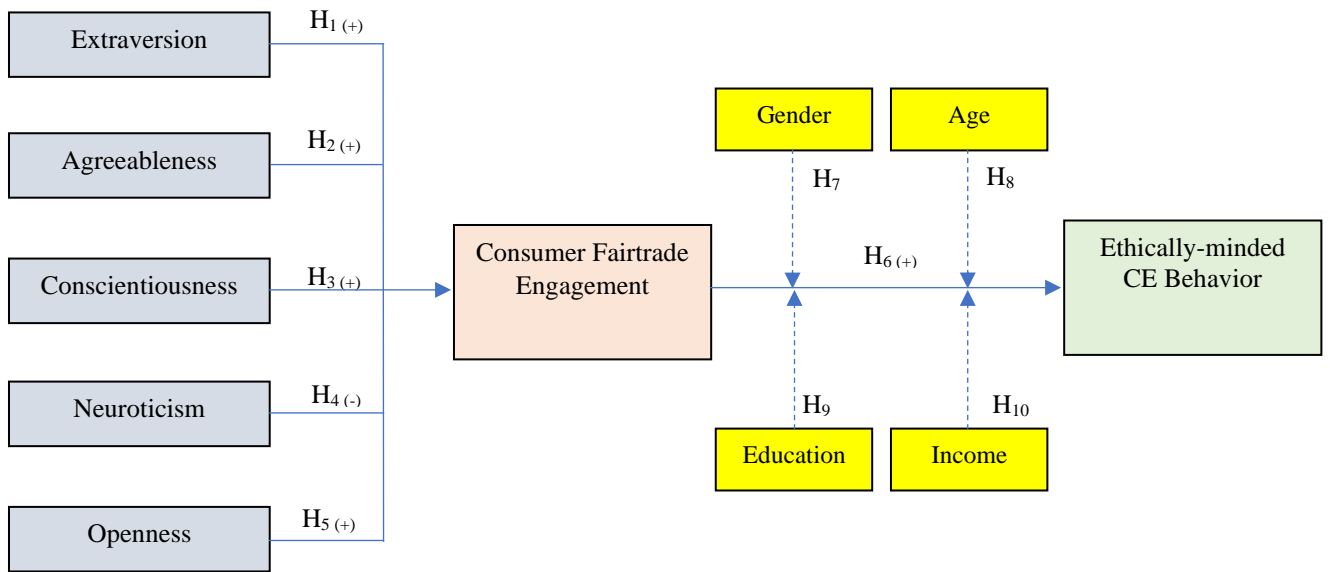 Extraversion
H1 (+)
Agreeableness
H2 (+)
Conscientiousness
H3 (+)
Neuroticism
H4 (-)
Openness
H5 (+)
Consumer Fairtrade
Engagement
Gender
Age
H7
H8
H6 (+)
H9
H10
Education
Income
Ethically-minded
CE Behavior